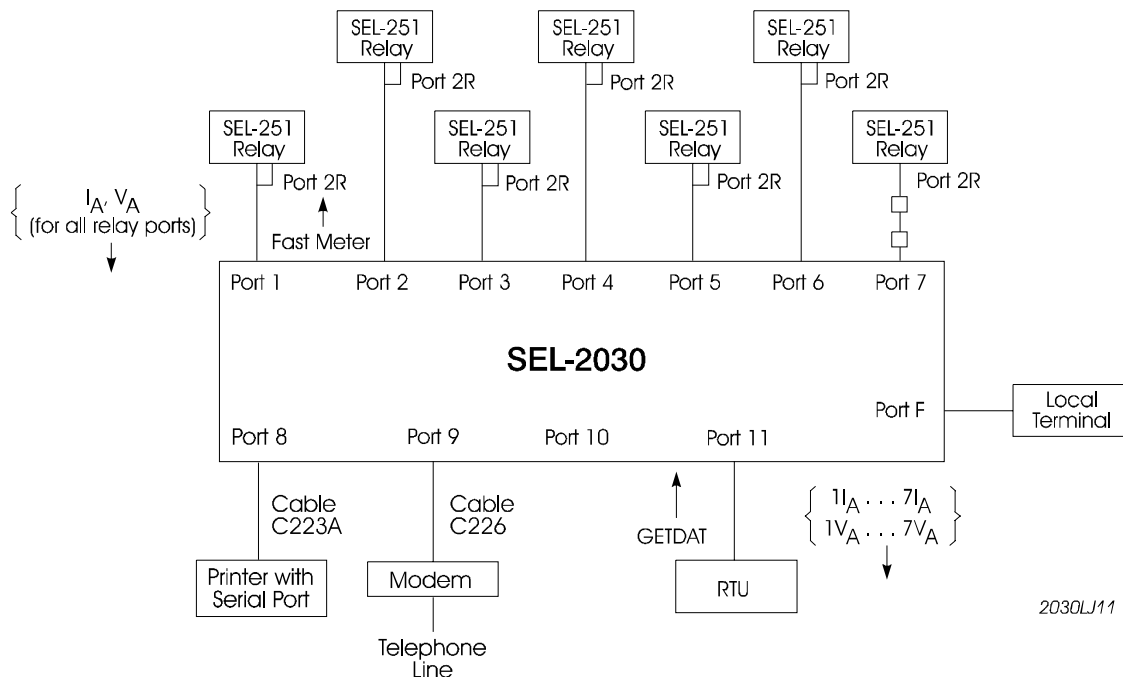 SEL-251
Relay
Port 2R
SEL-251
Relay
Port 2R
SEL-251
Relay
Port 2R
SEL-251
Relay
Port 2R
SEL-251
Relay
Port 2R
SEL-251
Relay
Port 2R
SEL-251
Relay
Port 2R
I_A, V_A
(for all relay ports)
Fast Meter
Port 1
Port 2
Port 3
Port 4
Port 5
Port 6
Port 7
SEL-2030
Port F
Local
Terminal
Port 8
Port 9
Port 10
Port 11
Cable
C223A
Cable
C226
GETDAT
1I_A . . . 7I_A
1V_A . . . 7V_A
Printer with
Serial Port
Modem
RTU
Telephone
Line
2030LJ11